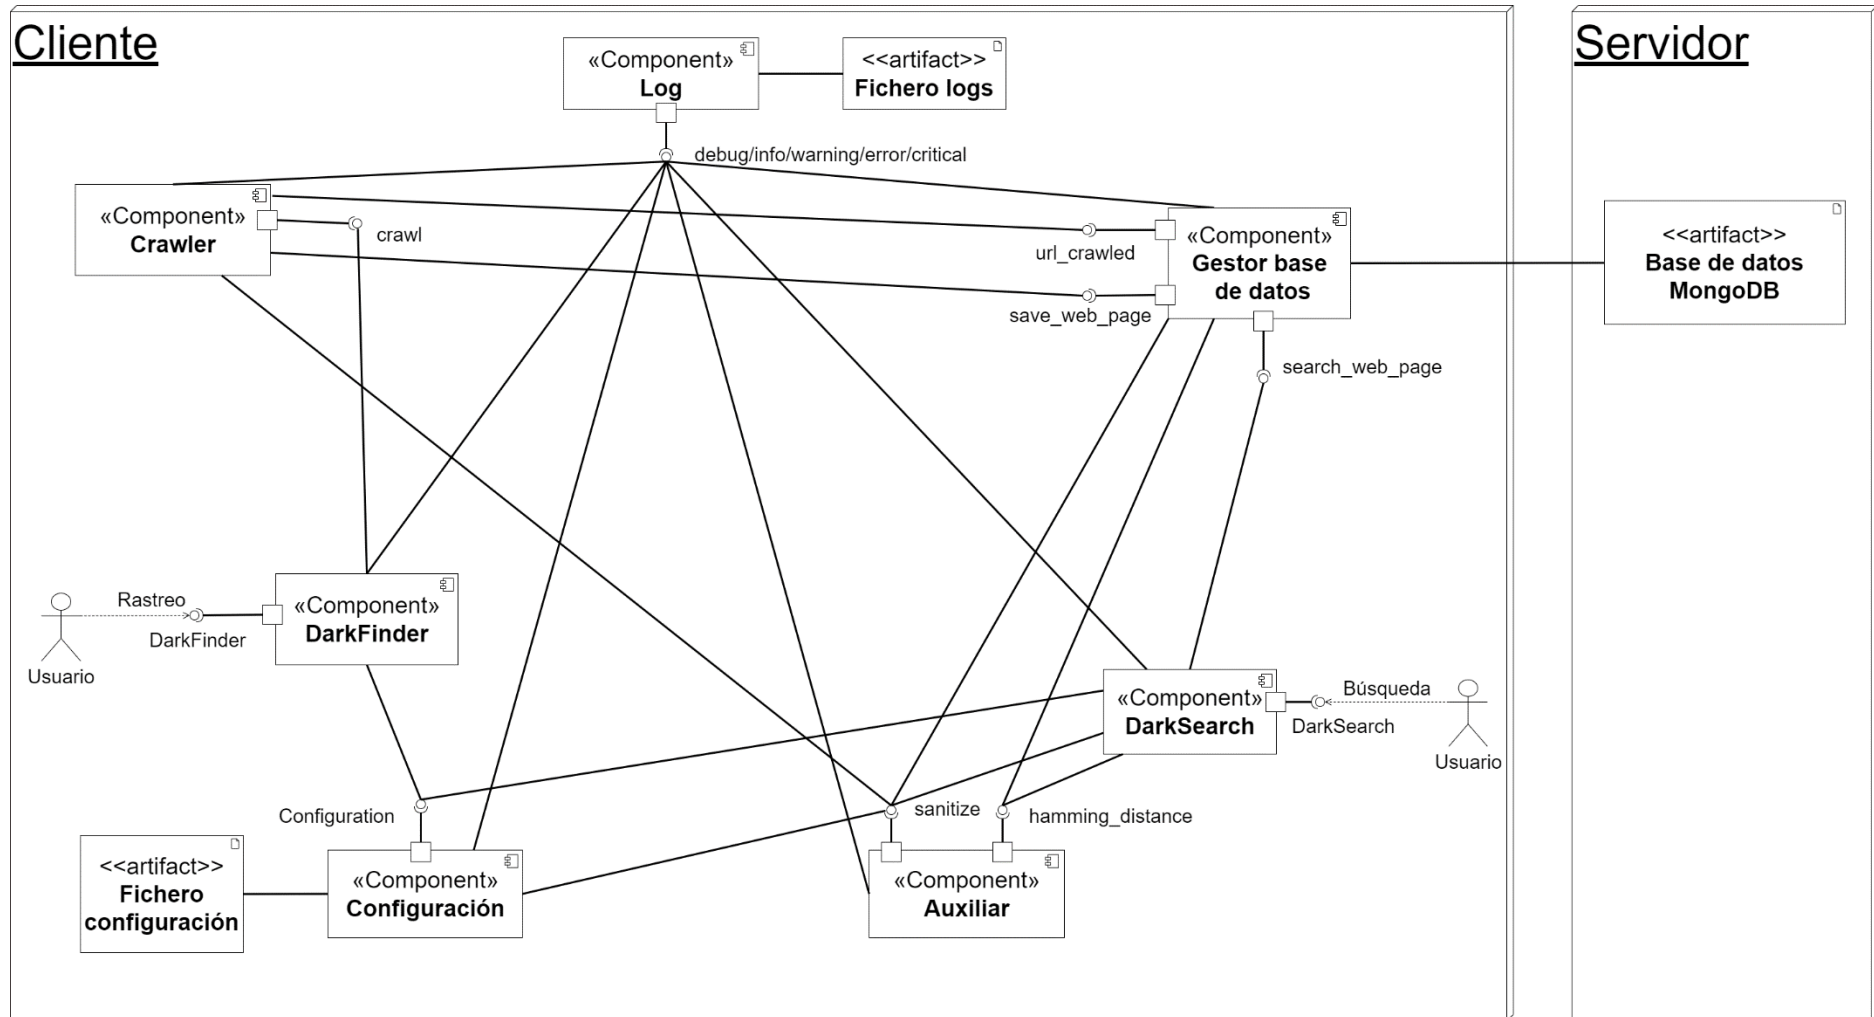 Cliente
Servidor
«Component»
Log
<<artifact>>
Fichero logs
debug/info/warning/error/critical
«Component»
Crawler
crawl
url_crawled
save_web_page
«Component»
Gestor base
de datos
search_web_page
<<artifact>>
Base de datos
MongoDB
Rastreo
DarkFinder
Usuario
«Component»
DarkFinder
«Component»
DarkSearch
Búsqueda
DarkSearch
Usuario
Configuration
sanitize
hamming_distance
<<artifact>>
Fichero
configuración
«Component»
Configuración
«Component»
Auxiliar